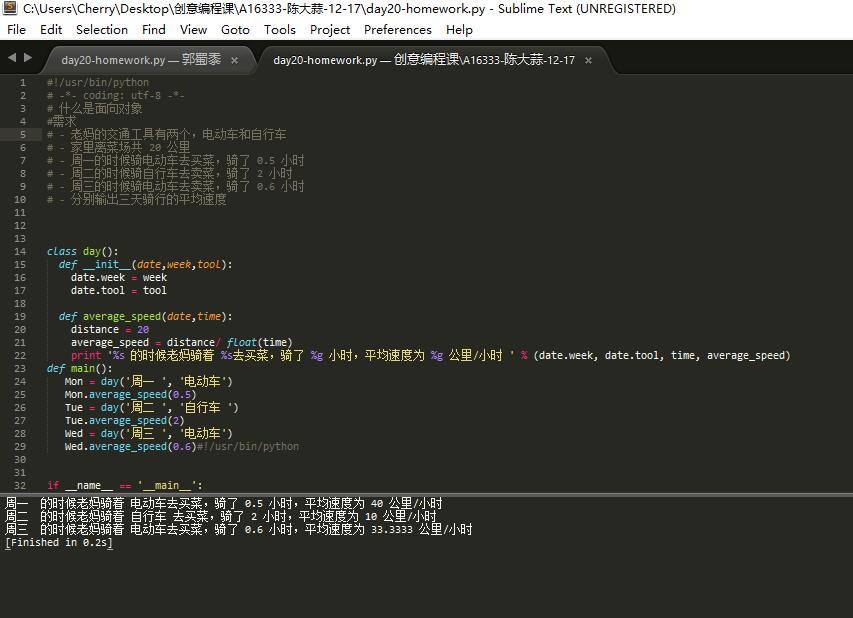 C:\Users\Cherry\Desktop\创意编程课\A16333-陈大蒜-12-17\day20-homework.py - Sublime Text (UNREGISTERED)
File Edit Selection Find View Goto Tools Project Preferences Help
day20-homework.py — 郭蜀黍 × day20-homework.py — 创意编程课\A16333-陈大蒜-12-17 ×
1 #!/usr/bin/python
2 # -*- coding: utf-8 -*-
3 # 什么是面向对象
4 #需求
5 # - 老妈的交通工具有两个，电动车和自行车
6 # - 家里离菜场共 20 公里
7 # - 周一的时候骑电动车去买菜，骑了 0.5 小时
8 # - 周二的时候骑自行车去卖菜，骑了 2 小时
9 # - 周三的时候骑电动车去卖菜，骑了 0.6 小时
10 # - 分别输出三天骑行的平均速度
11
12
13
14 class day():
15 def __init__(date,week,tool):
16 date.week = week
17 date.tool = tool
18
19 def average_speed(date,time):
20 distance = 20
21 average_speed = distance/ float(time)
22 print '%s 的时候老妈骑着 %s去买菜，骑了 %g 小时，平均速度为 %g 公里/小时 ' % (date.week, date.tool, time, average_speed)
23 def main():
24 Mon = day('周一 ', '电动车')
25 Mon.average_speed(0.5)
26 Tue = day('周二 ', '自行车 ')
27 Tue.average_speed(2)
28 Wed = day('周三 ', '电动车')
29 Wed.average_speed(0.6)#!/usr/bin/python
30
31
32 if __name__ == '__main__':
周一 的时候老妈骑着 电动车去买菜，骑了 0.5 小时，平均速度为 40 公里/小时
周二 的时候老妈骑着 自行车 去买菜，骑了 2 小时，平均速度为 10 公里/小时
周三 的时候老妈骑着 电动车去买菜，骑了 0.6 小时，平均速度为 33.3333 公里/小时
[Finished in 0.2s]